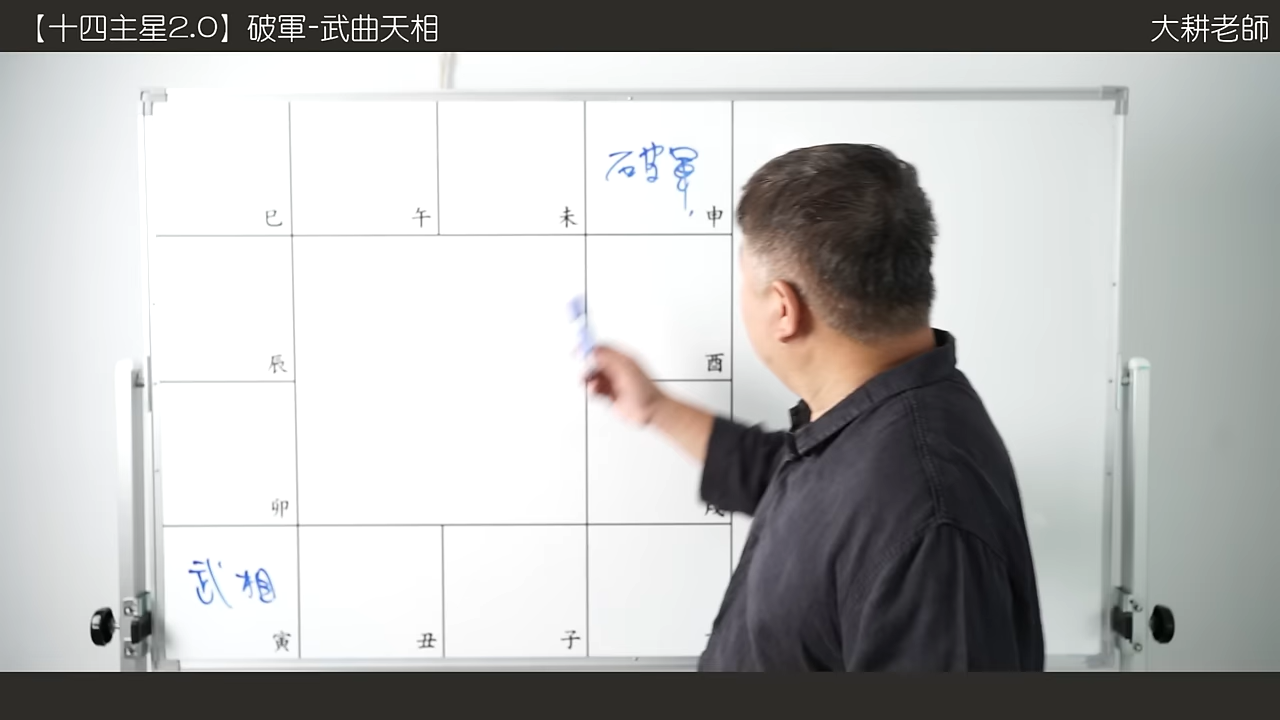 【十四主星2.0】破軍-武曲天相
大耕老師
破軍
巳
午
未
申
辰
酉
卯
戌
武相
寅
丑
子